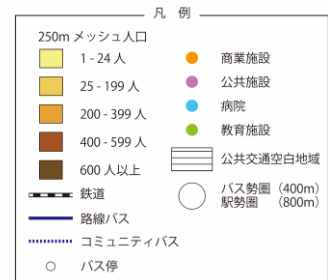 凡 例
250m メッシュ人口
1 - 24 人
25 - 199 人
200 - 399 人
400 - 599 人
600 人以上
鉄道
路線バス
コミュニティバス
バス停
商業施設
公共施設
病院
教育施設
公共交通空白地域
バス勢圏 (400m)
駅勢圏 (800m)